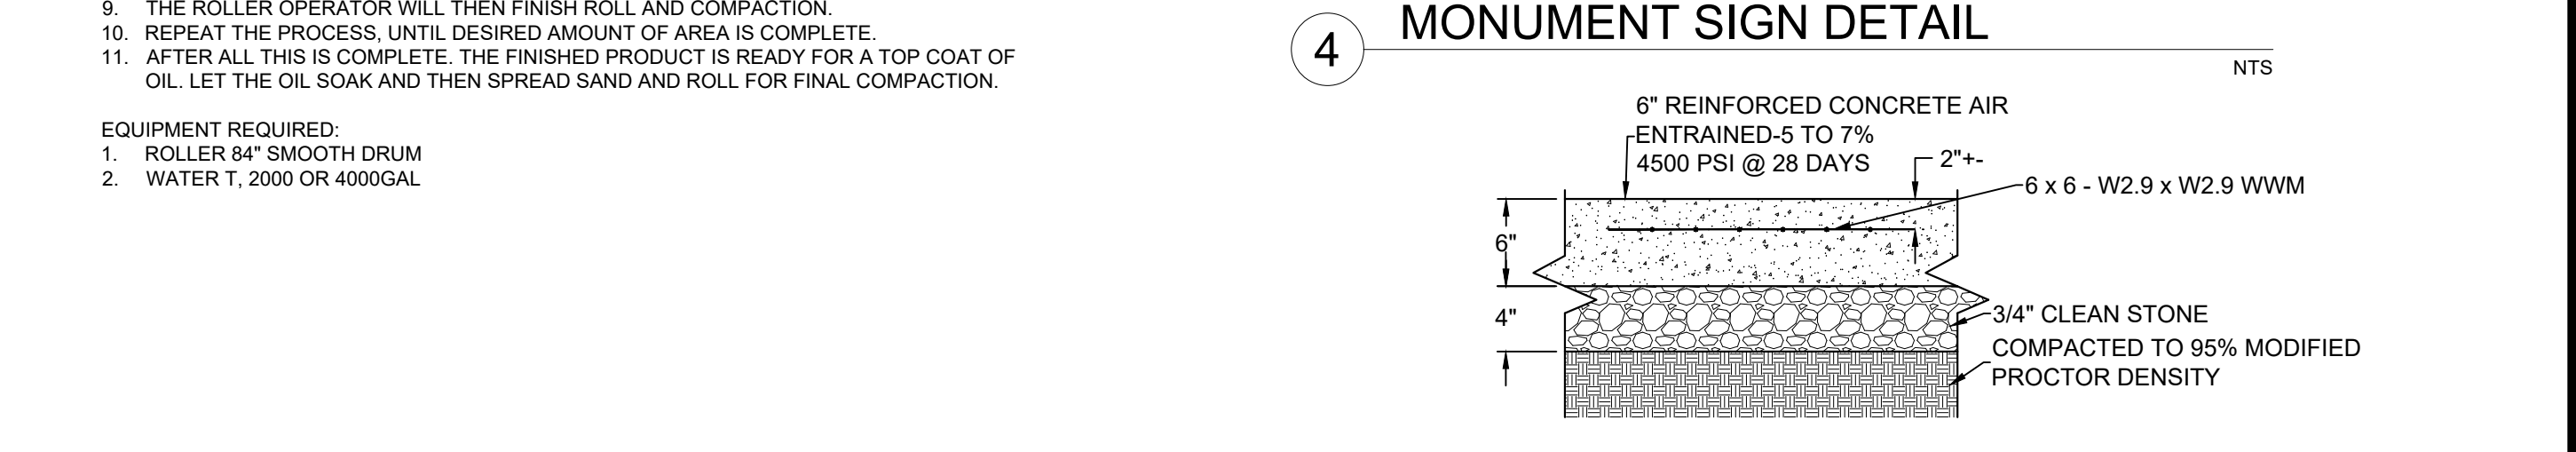 9. THE ROLLER OPERATOR WILL THEN FINISH ROLL AND COMPACTION.
10. REPEAT THE PROCESS, UNTIL DESIRED AMOUNT OF AREA IS COMPLETE.
11. AFTER ALL THIS IS COMPLETE. THE FINISHED PRODUCT IS READY FOR A TOP COAT OF
OIL. LET THE OIL SOAK AND THEN SPREAD SAND AND ROLL FOR FINAL COMPACTION.
EQUIPMENT REQUIRED:
1. ROLLER 84" SMOOTH DRUM
2. WATER T, 2000 OR 4000GAL
4
MONUMENT SIGN DETAIL
NTS
6" REINFORCED CONCRETE AIR
ENTRAINED-5 TO 7%
4500 PSI @ 28 DAYS
2"+-
6 x 6 - W2.9 x W2.9 WWM
6"
4"
3/4" CLEAN STONE
COMPACTED TO 95% MODIFIED
PROCTOR DENSITY